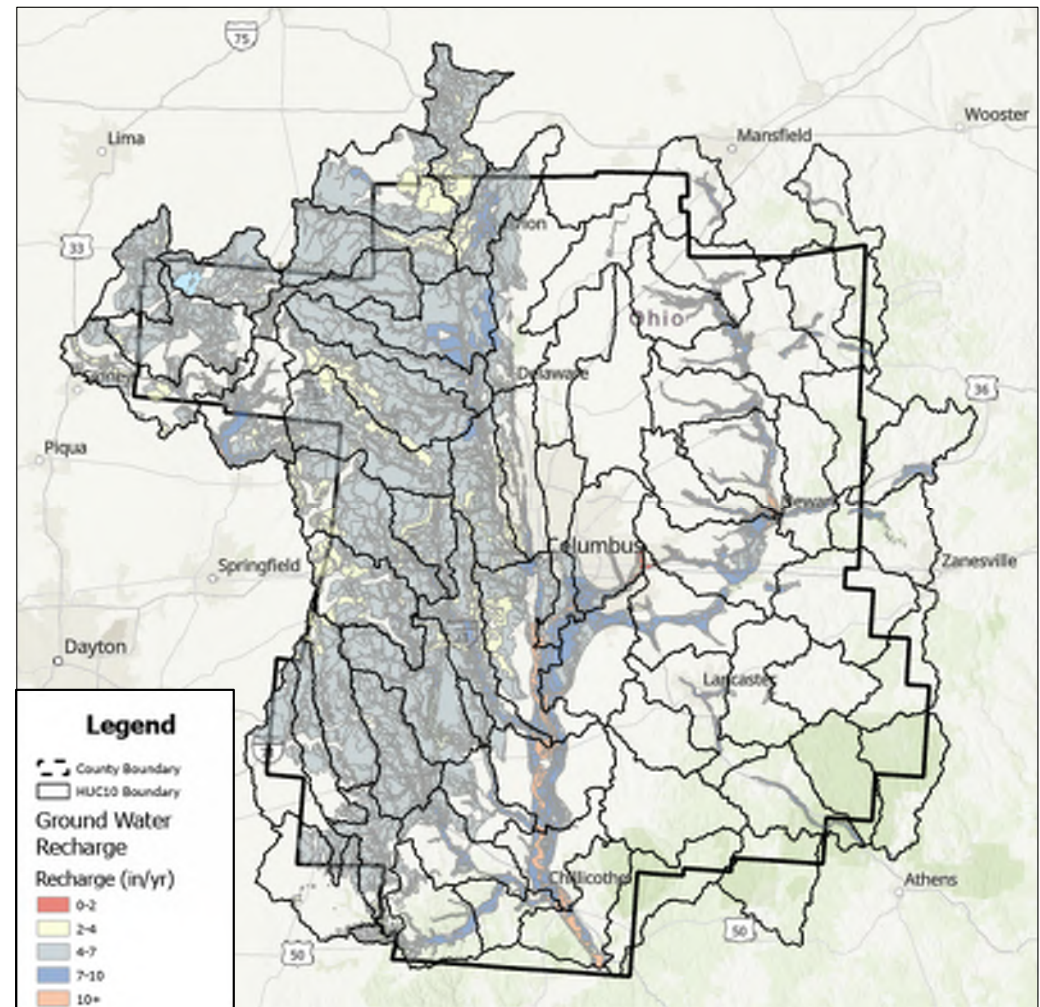 75
Lima
Mansfield
Wooster
33
Ohio
Delaware
36
Piqua
Newark
Columbus
Springfield
Zanesville
Dayton
Lancaster
Legend
County Boundary
HUC10 Boundary
Ground Water
Recharge
Recharge (in/yr)
0-2
2-4
4-7
7-10
10+
Chillicothe
Athens
50
50